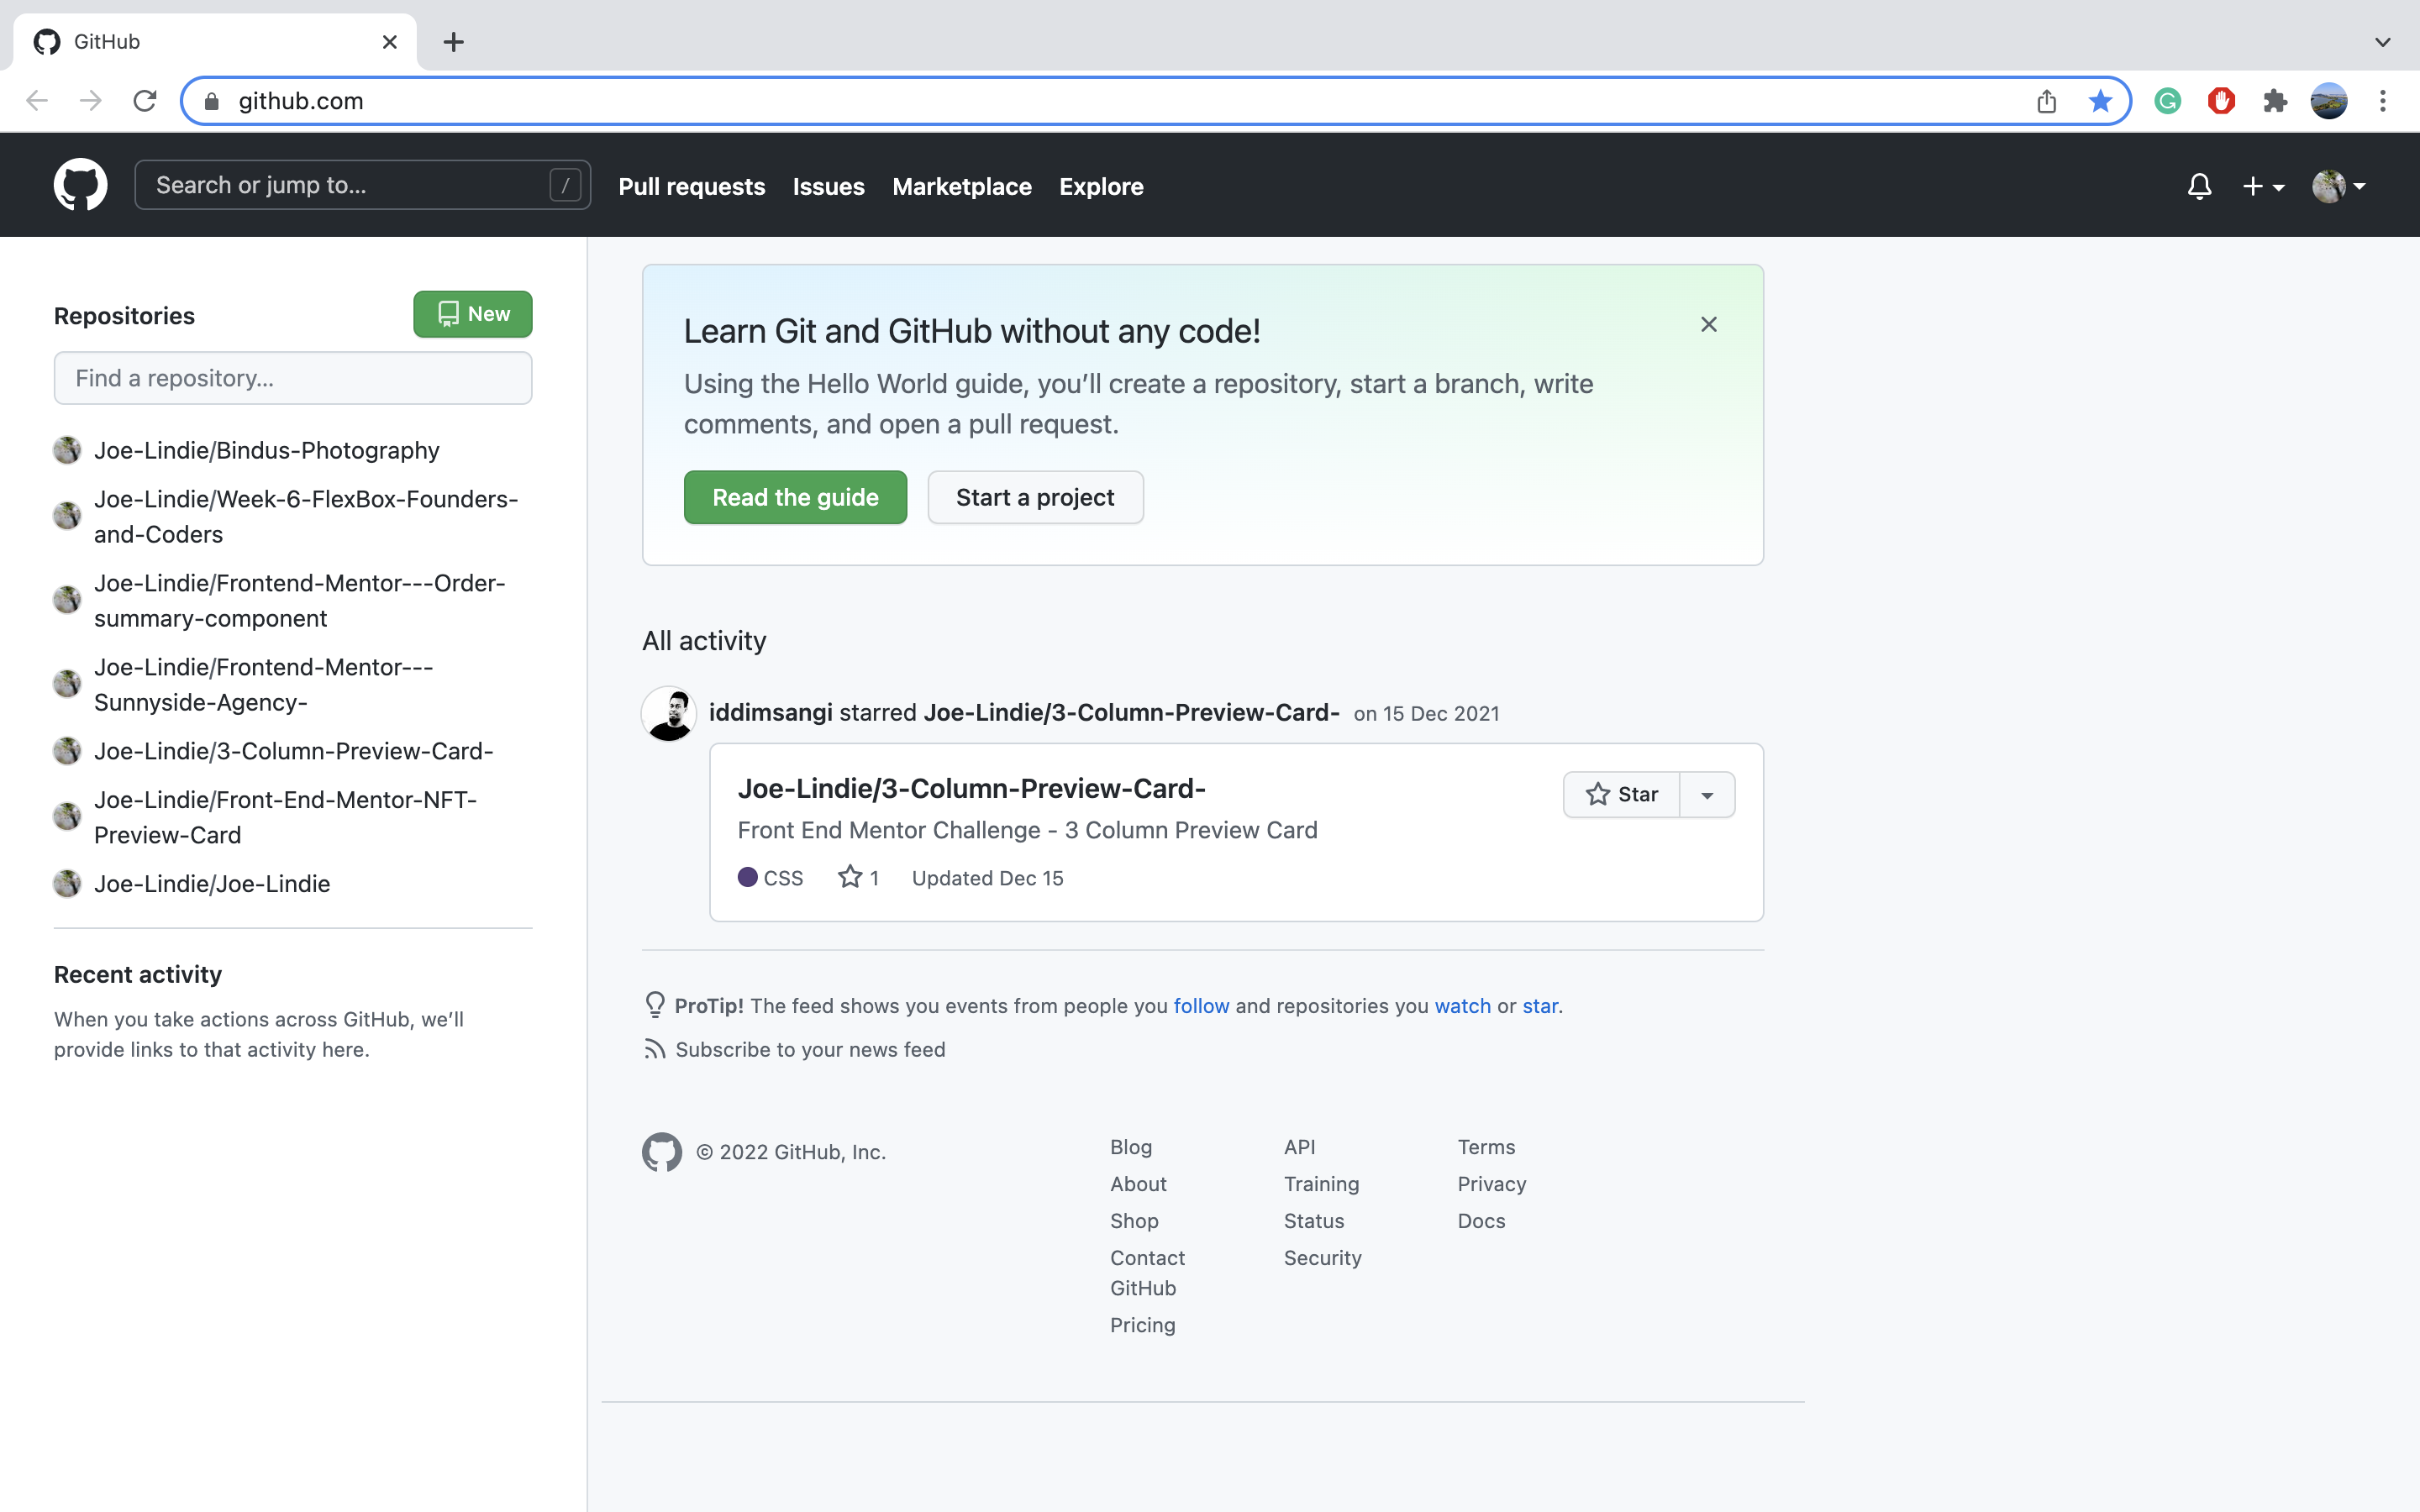 GitHub
github.com
Search or jump to...
/
Pull requests
Issues
Marketplace
Explore
Repositories
New
Find a repository...
Joe-Lindie/Bindus-Photography
Joe-Lindie/Week-6-FlexBox-Founders-
and-Coders
Joe-Lindie/Frontend-Mentor---Order-
summary-component
Joe-Lindie/Frontend-Mentor---
Sunnyside-Agency-
Joe-Lindie/3-Column-Preview-Card-
Joe-Lindie/Front-End-Mentor-NFT-
Preview-Card
Joe-Lindie/Joe-Lindie
Recent activity
When you take actions across GitHub, we’ll
provide links to that activity here.
Learn Git and GitHub without any code!
Using the Hello World guide, you’ll create a repository, start a branch, write
comments, and open a pull request.
Read the guide
Start a project
All activity
iddimsangi starred Joe-Lindie/3-Column-Preview-Card- on 15 Dec 2021
Joe-Lindie/3-Column-Preview-Card-
Star
Front End Mentor Challenge - 3 Column Preview Card
CSS 1 Updated Dec 15
ProTip! The feed shows you events from people you follow and repositories you watch or star.
Subscribe to your news feed
© 2022 GitHub, Inc.
Blog
About
Shop
Contact
GitHub
Pricing
API
Training
Status
Security
Terms
Privacy
Docs